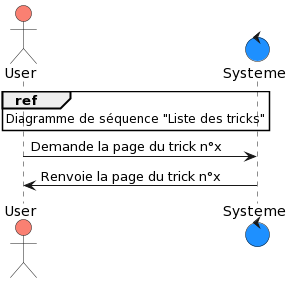 User
Systeme
ref
Diagramme de séquence "Liste des tricks"
Demande la page du trick n°x
Renvoie la page du trick n°x
User
Systeme